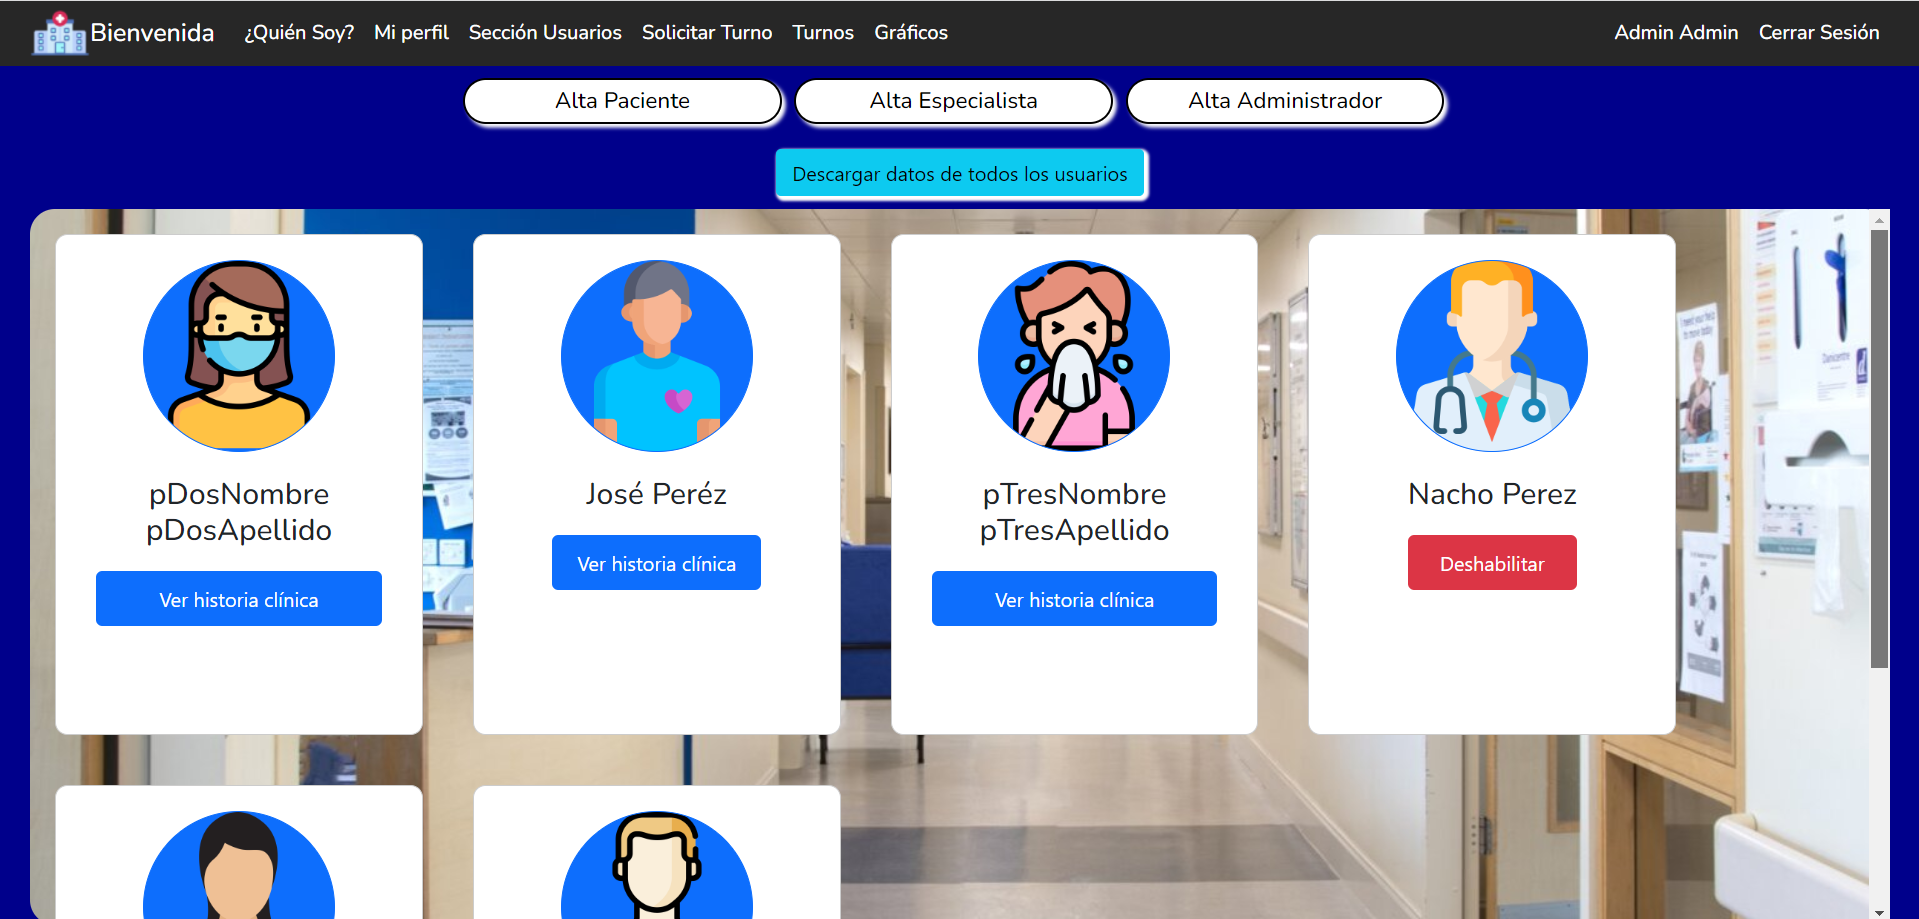 Bienvenida ¿Quién Soy? Mi perfil Sección Usuarios Solicitar Turno Turnos Gráficos Admin Admin Cerrar Sesión
Alta Paciente Alta Especialista Alta Administrador
Descargar datos de todos los usuarios
pDosNombre
pDosApellido
Ver historia clínica
José Peréz
Ver historia clínica
pTresNombre
pTresApellido
Ver historia clínica
Nacho Perez
Deshabilitar